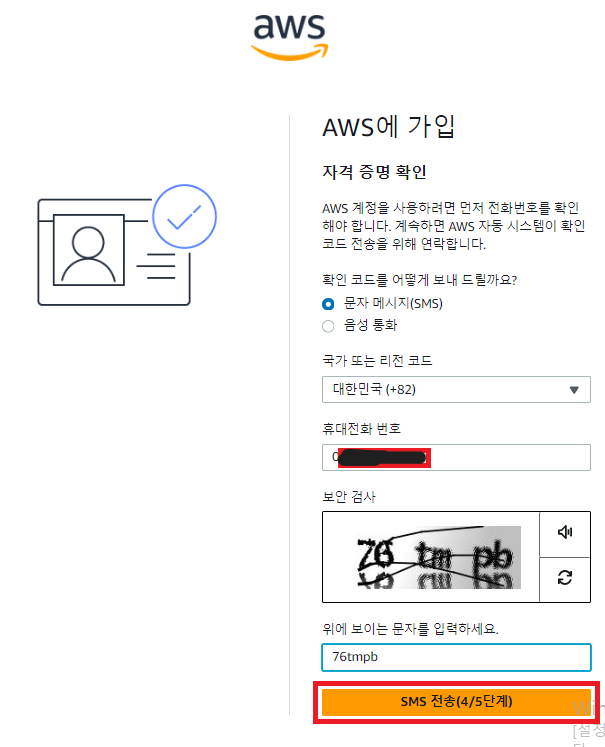 aws
AWS에 가입
자격 증명 확인
AWS 계정을 사용하려면 먼저 전화번호를 확인
해야 합니다. 계속하면 AWS 자동 시스템이 확인
코드 전송을 위해 연락합니다.
확인 코드를 어떻게 보내 드릴까요?
문자 메시지(SMS)
음성 통화
국가 또는 리전 코드
대한민국 (+82)
휴대전화 번호
0
보안 검사
위에 보이는 문자를 입력하세요.
76tmpb
SMS 전송(4/5단계)
Win
[설정